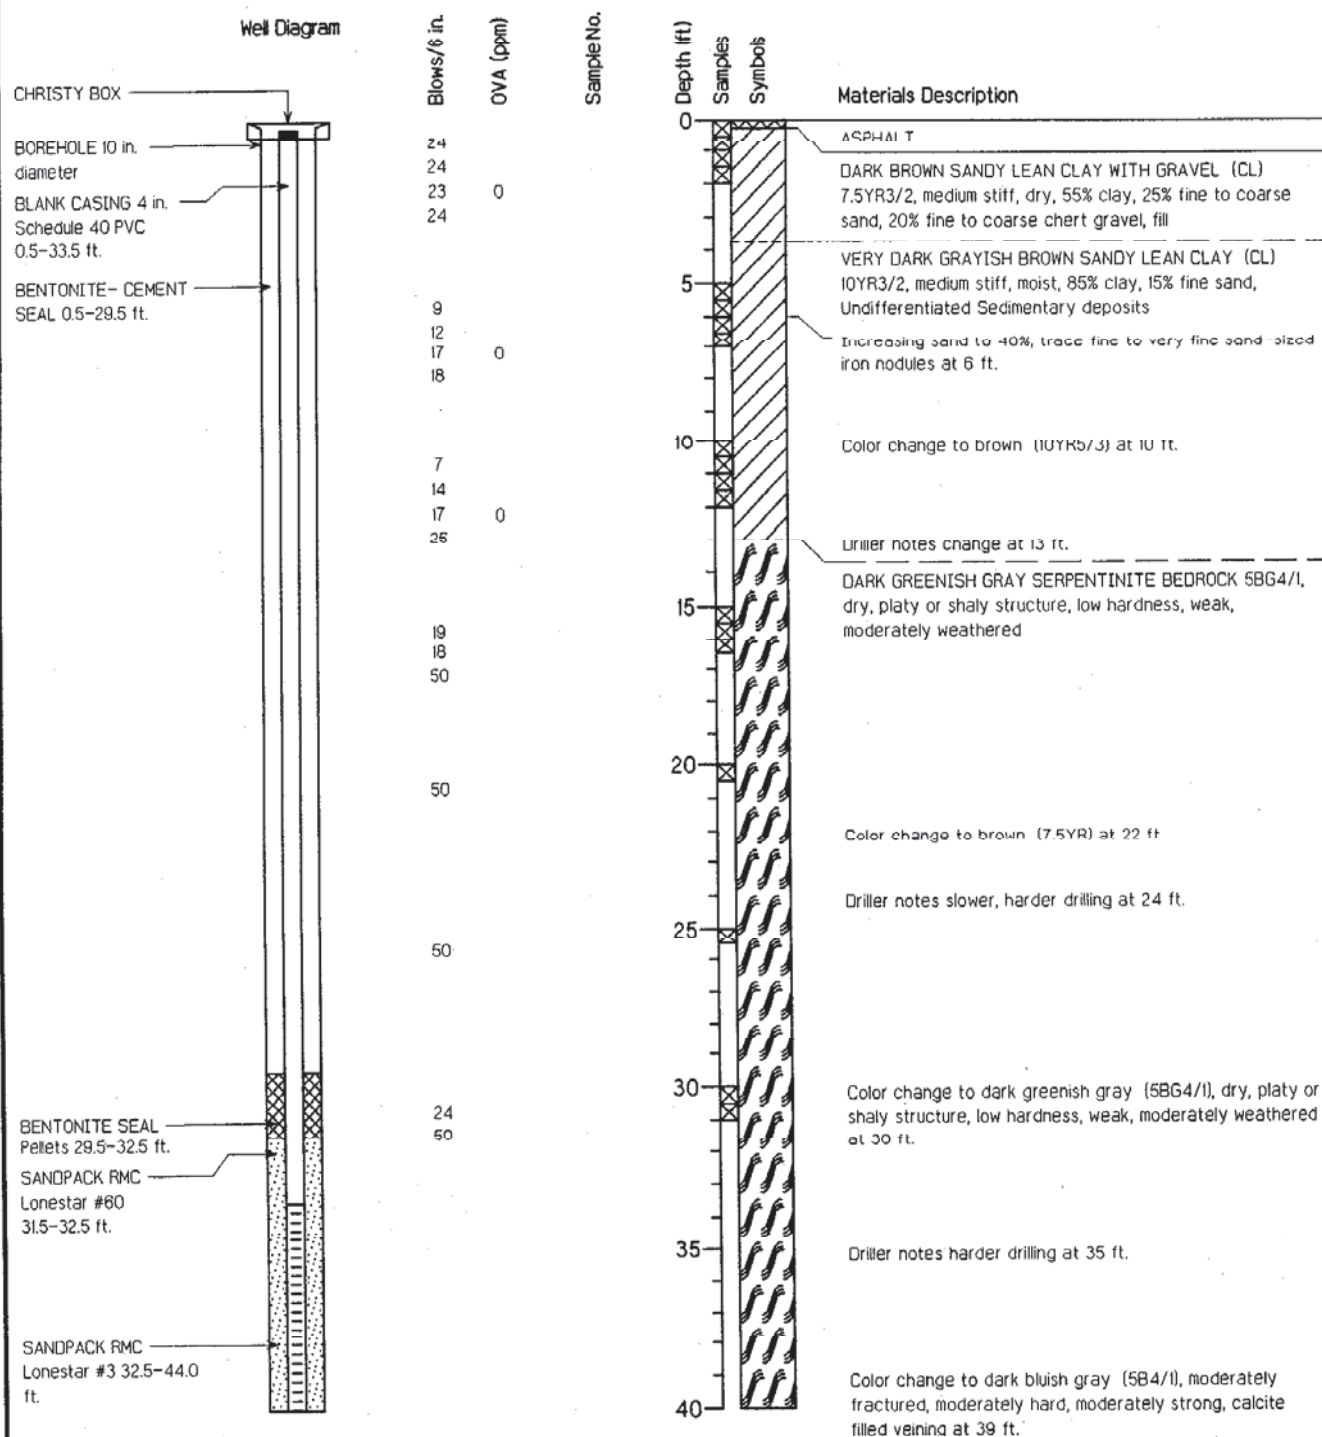 Well Diagram
Blows/6 in.
OVA (ppm)
Sample No.
Depth (ft)
Samples
Symbols
Materials Description
CHRISTY BOX
BOREHOLE 10 in.
diameter
BLANK CASING 4 in.
Schedule 40 PVC
0.5-33.5 ft.
BENTONITE- CEMENT
SEAL 0.5-29.5 ft.
BENTONITE SEAL
Pellets 29.5-32.5 ft.
SANDPACK RMC
Lonestar #60
31.5-32.5 ft.
SANDPACK RMC
Lonestar #3 32.5-44.0
ft.
24
24
23 0
24
9
12
17 0
18
7
14
17 0
25
19
18
50
50
50
24
50
0
5
10
15
20
25
30
35
40
ASPHALT
DARK BROWN SANDY LEAN CLAY WITH GRAVEL (CL)
7.5YR3/2, medium stiff, dry, 55% clay, 25% fine to coarse
sand, 20% fine to coarse chert gravel, fill
VERY DARK GRAYISH BROWN SANDY LEAN CLAY (CL)
10YR3/2, medium stiff, moist, 85% clay, 15% fine sand,
Undifferentiated Sedimentary deposits
Increasing sand to 40%, trace fine to very fine sand-sized
iron nodules at 6 ft.
Color change to brown (10YR5/3) at 10 ft.
Driller notes change at 13 ft.
DARK GREENISH GRAY SERPENTINITE BEDROCK 5BG4/1,
dry, platy or shaly structure, low hardness, weak,
moderately weathered
Color change to brown (7.5YR) at 22 ft
Driller notes slower, harder drilling at 24 ft.
Color change to dark greenish gray (5BG4/1), dry, platy or
shaly structure, low hardness, weak, moderately weathered
at 30 ft.
Driller notes harder drilling at 35 ft.
Color change to dark bluish gray (5B4/1), moderately
fractured, moderately hard, moderately strong, calcite
filled veining at 39 ft.